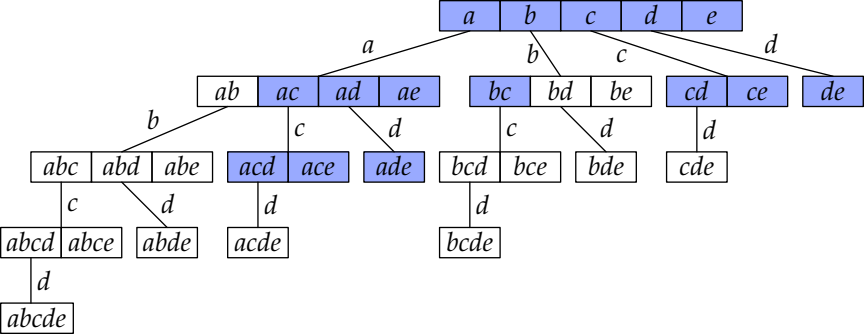 a b c d e
a b c d
ab ac ad ae bc bd be cd ce de
b c d c d d
abc abd abe acd ace ade bcd bce bde cde
c d d d
abcd abce abde acde bcde
d
abcde